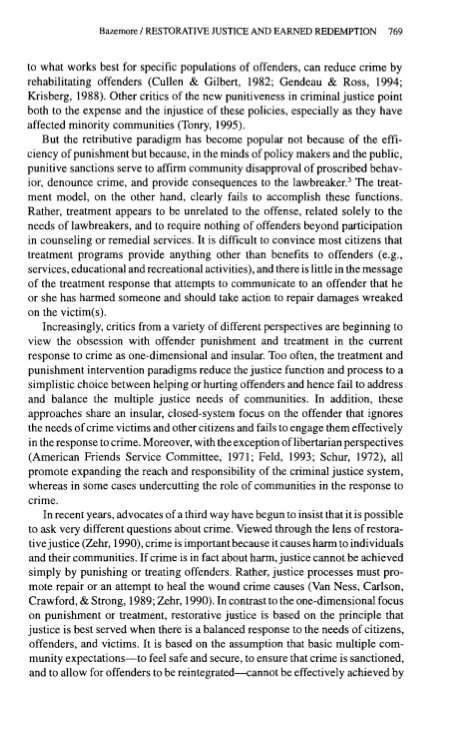 Bazemore / RESTORATIVE JUSTICE AND EARNED REDEMPTION 769
to what works best for specific populations of offenders, can reduce crime by
rehabilitating offenders (Cullen & Gilbert, 1982; Gendeau & Ross, 1994;
Krisberg, 1988). Other critics of the new punitiveness in criminal justice point
both to the expense and the injustice of these policies, especially as they have
affected minority communities (Tonry, 1995).
But the retributive paradigm has become popular not because of the effi-
ciency of punishment but because, in the minds of policy makers and the public,
punitive sanctions serve to affirm community disapproval of proscribed behav-
ior, denounce crime, and provide consequences to the lawbreaker.³ The treat-
ment model, on the other hand, clearly fails to accomplish these functions.
Rather, treatment appears to be unrelated to the offense, related solely to the
needs of lawbreakers, and to require nothing of offenders beyond participation
in counseling or remedial services. It is difficult to convince most citizens that
treatment programs provide anything other than benefits to offenders (e.g.,
services, educational and recreational activities), and there is little in the message
of the treatment response that attempts to communicate to an offender that he
or she has harmed someone and should take action to repair damages wreaked
on the victim(s).
Increasingly, critics from a variety of different perspectives are beginning to
view the obsession with offender punishment and treatment in the current
response to crime as one-dimensional and insular. Too often, the treatment and
punishment intervention paradigms reduce the justice function and process to a
simplistic choice between helping or hurting offenders and hence fail to address
and balance the multiple justice needs of communities. In addition, these
approaches share an insular, closed-system focus on the offender that ignores
the needs of crime victims and other citizens and fails to engage them effectively
in the response to crime. Moreover, with the exception of libertarian perspectives
(American Friends Service Committee, 1971; Feld, 1993; Schur, 1972), all
promote expanding the reach and responsibility of the criminal justice system,
whereas in some cases undercutting the role of communities in the response to
crime.
In recent years, advocates of a third way have begun to insist that it is possible
to ask very different questions about crime. Viewed through the lens of restora-
tive justice (Zehr, 1990), crime is important because it causes harm to individuals
and their communities. If crime is in fact about harm, justice cannot be achieved
simply by punishing or treating offenders. Rather, justice processes must pro-
mote repair or an attempt to heal the wound crime causes (Van Ness, Carlson,
Crawford, & Strong, 1989; Zehr, 1990). In contrast to the one-dimensional focus
on punishment or treatment, restorative justice is based on the principle that
justice is best served when there is a balanced response to the needs of citizens,
offenders, and victims. It is based on the assumption that basic multiple com-
munity expectations—to feel safe and secure, to ensure that crime is sanctioned,
and to allow for offenders to be reintegrated—cannot be effectively achieved by